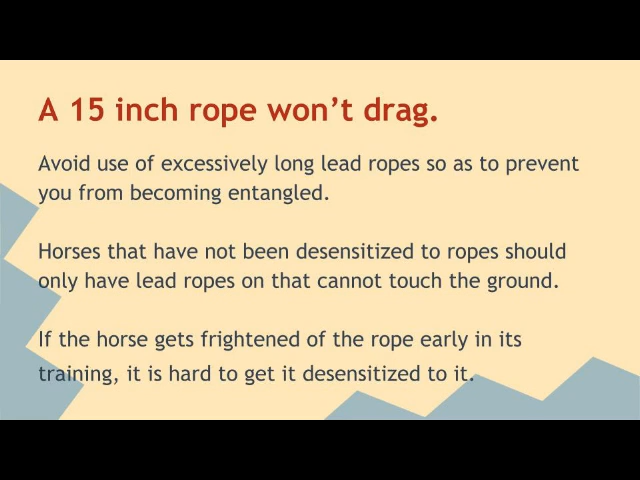 A 15 inch rope won’t drag.
Avoid use of excessively long lead ropes so as to prevent
you from becoming entangled.
Horses that have not been desensitized to ropes should
only have lead ropes on that cannot touch the ground.
If the horse gets frightened of the rope early in its
training, it is hard to get it desensitized to it.